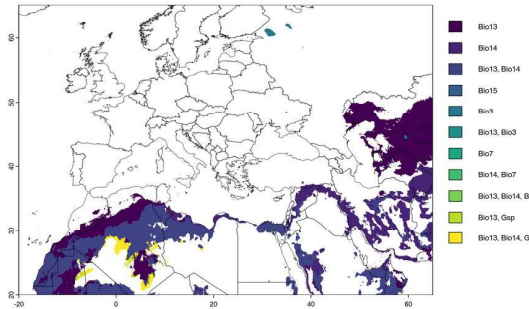 60
50
40
30
20
-20
0
20
40
60
Bio13
Bio14
Bio13, Bio14
Bio15
Bio3
Bio13, Bio3
Bio7
Bio14, Bio7
Bio13, Bio14, B
Bio13, Gsp
Bio13, Bio14, G